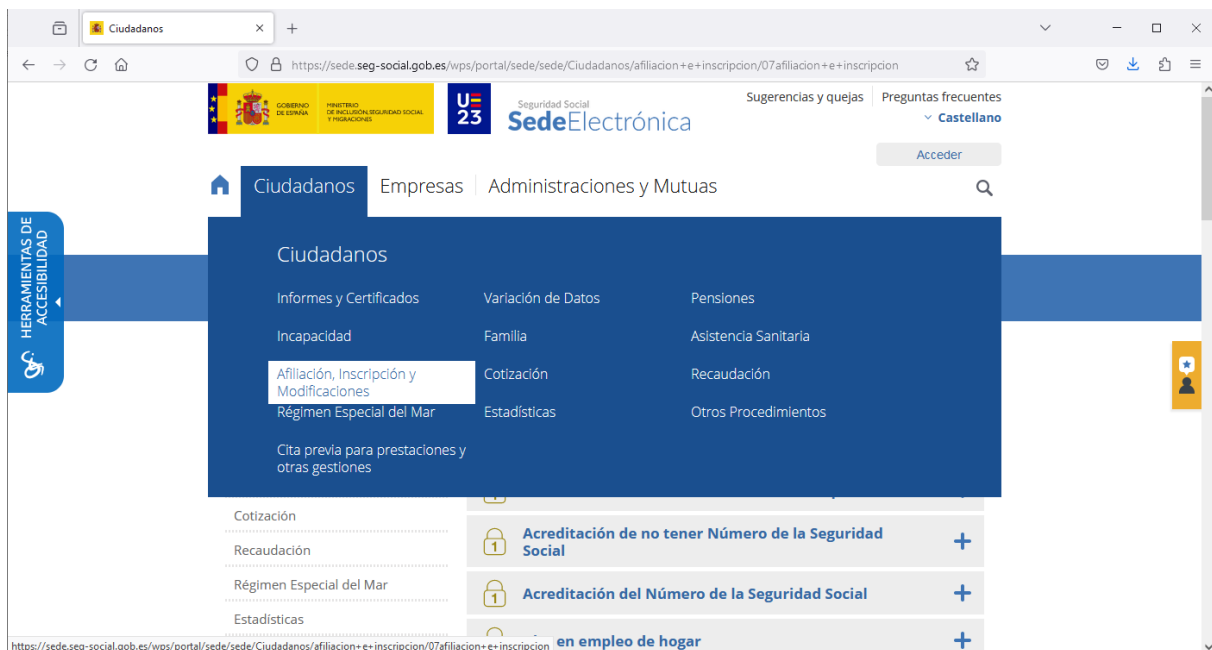 Ciudadanos
https://sede.seg-social.gob.es/wps/portal/sede/sede/Ciudadanos/afiliacion+e+inscripcion/07afiliacion+e+inscripcion
GOBIERNO
DE ESPAÑA
MINISTERIO
DE INCLUSIÓN, SEGURIDAD SOCIAL
Y MIGRACIONES
UE
23
Seguridad Social
SedeElectrónica
Sugerencias y quejas
Preguntas frecuentes
Castellano
Acceder
Ciudadanos
Empresas
Administraciones y Mutuas
HERRAMIENTAS DE
ACCESIBILIDAD
Ciudadanos
Informes y Certificados
Variación de Datos
Pensiones
Incapacidad
Familia
Asistencia Sanitaria
Afiliación, Inscripción y
Modificaciones
Cotización
Recaudación
Régimen Especial del Mar
Estadísticas
Otros Procedimientos
Cita previa para prestaciones y
otras gestiones
Cotización
Recaudación
Régimen Especial del Mar
Estadísticas
1
Acreditación de no tener Número de la Seguridad
Social
1
Acreditación del Número de la Seguridad Social
en empleo de hogar
https://sede.seg-social.gob.es/wps/portal/sede/sede/Ciudadanos/afiliacion+e+inscripcion/07afiliacion+e+inscripcion